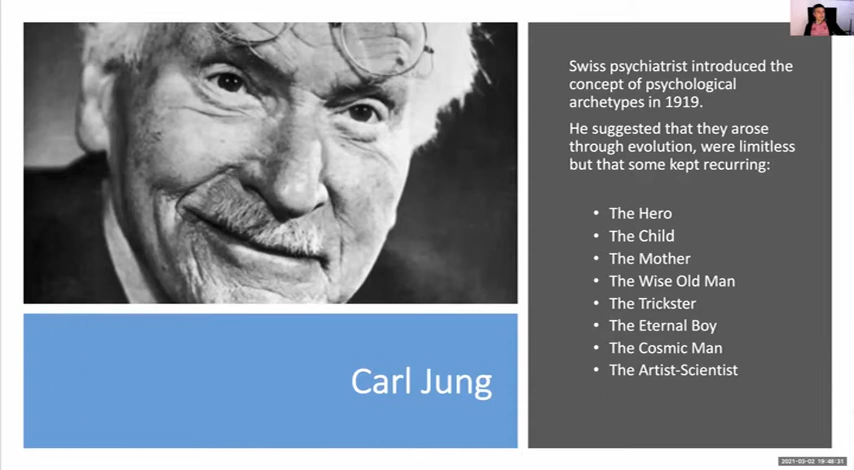 Swiss psychiatrist introduced the
concept of psychological
archetypes in 1919.
He suggested that they arose
through evolution, were limitless
but that some kept recurring:
• The Hero
• The Child
• The Mother
• The Wise Old Man
• The Trickster
• The Eternal Boy
• The Cosmic Man
• The Artist-Scientist
Carl Jung
2021-03-02 19:48:31